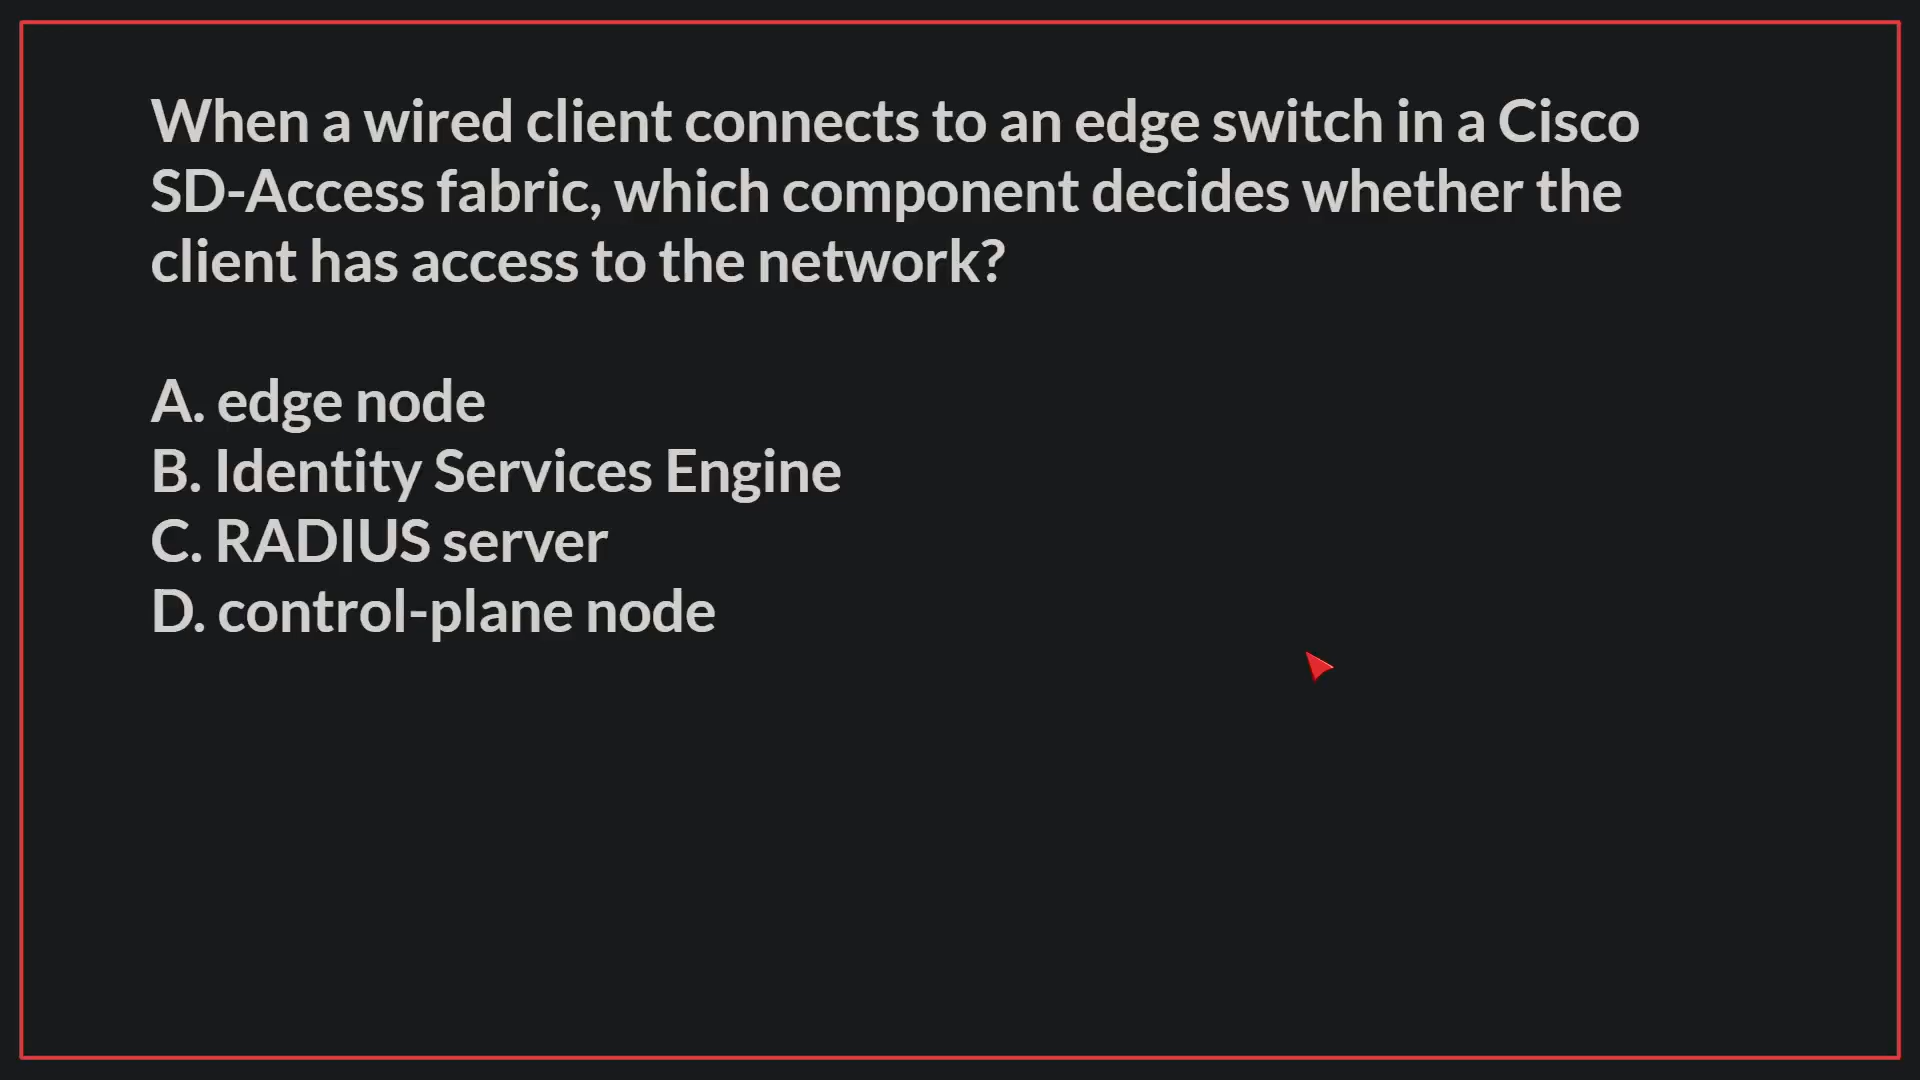 When a wired client connects to an edge switch in a Cisco
SD-Access fabric, which component decides whether the
client has access to the network?
A. edge node
B. Identity Services Engine
C. RADIUS server
D. control-plane node